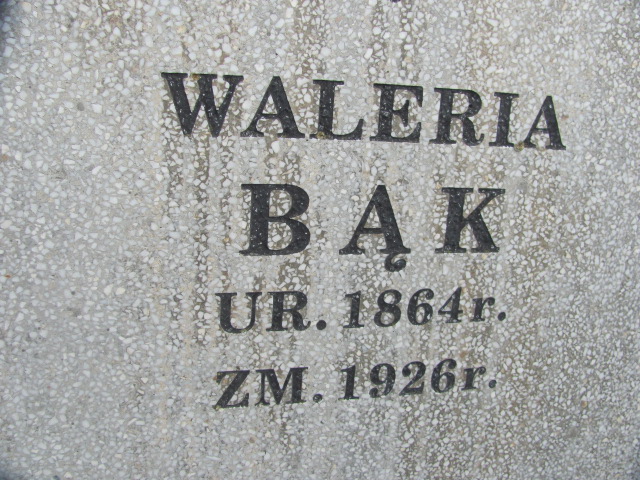 WALERIA
BĄK
UR. 1864r.
ZM. 1926r.